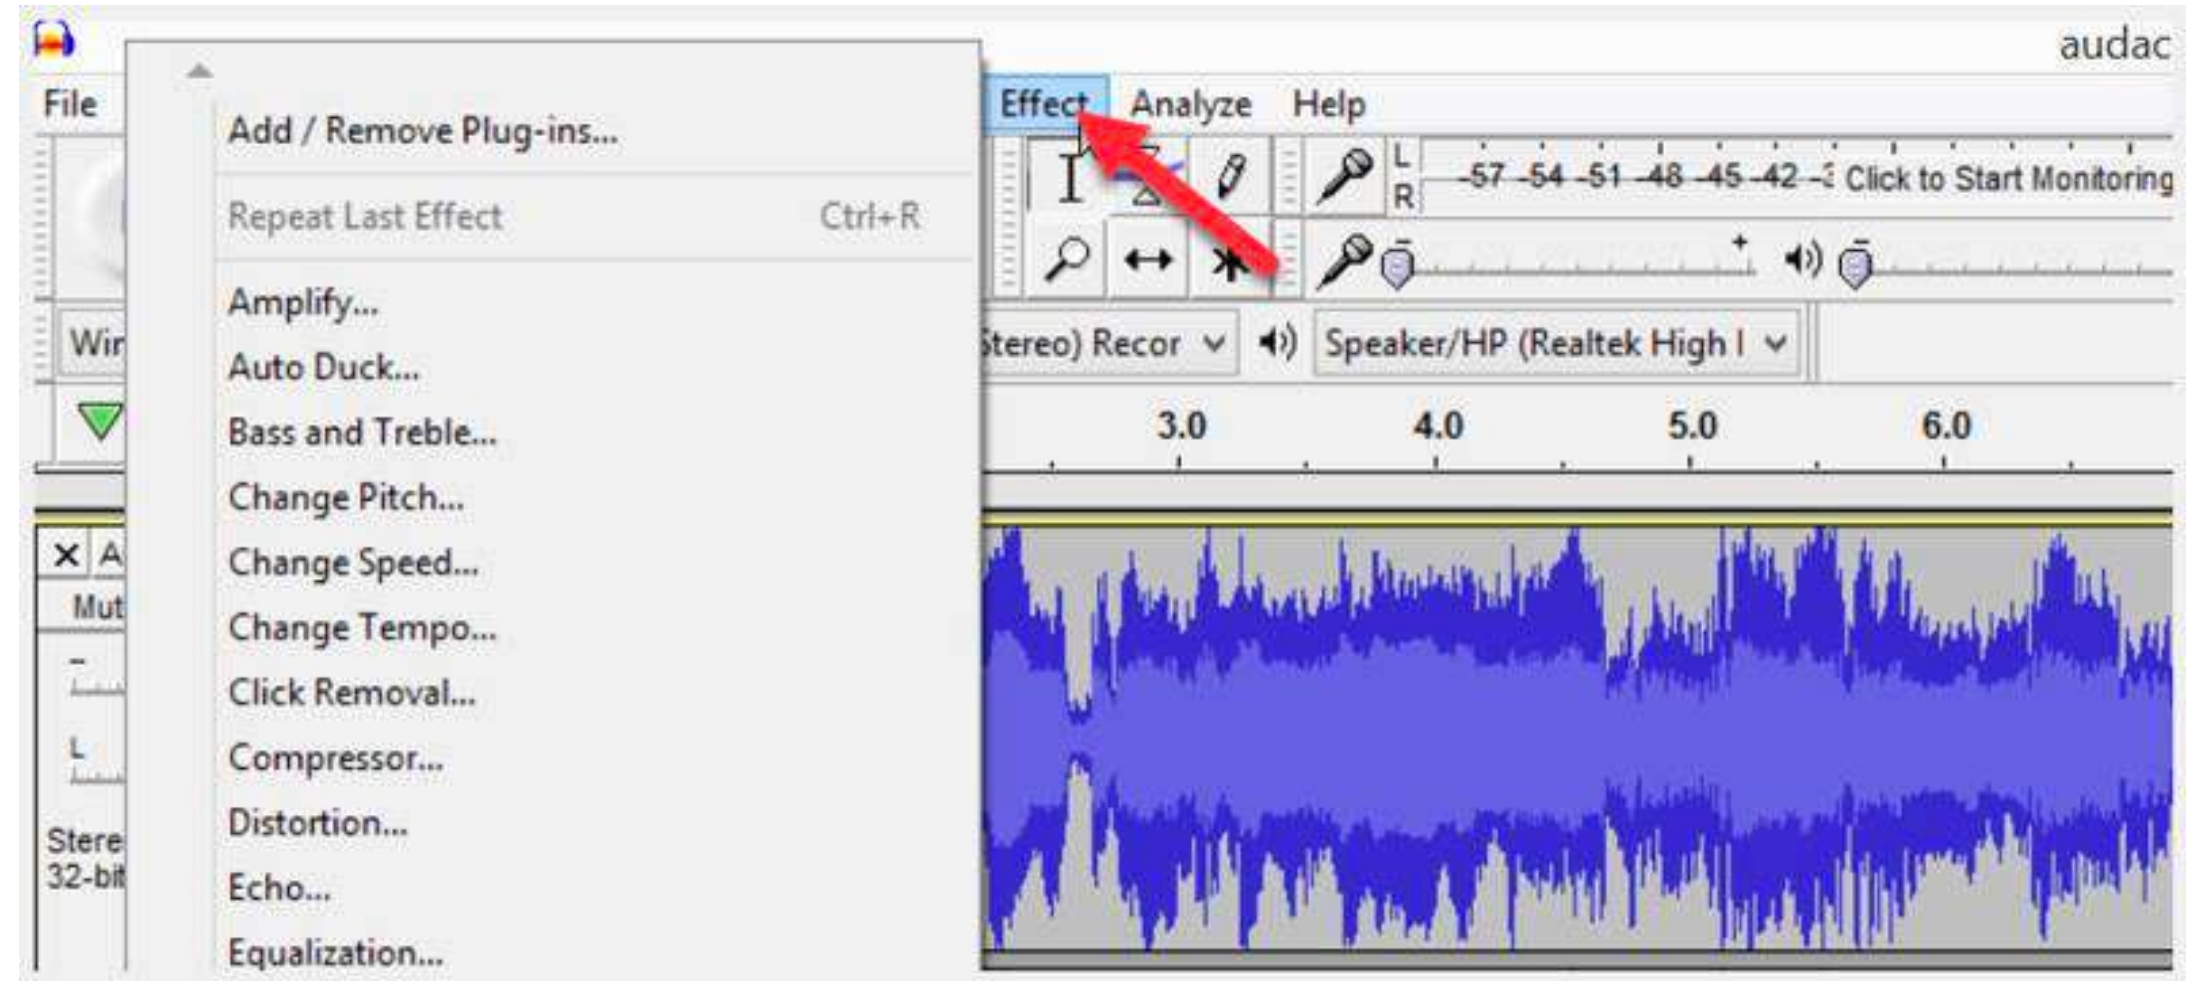 audac
File
Effect Analyze Help
Add / Remove Plug-ins...
Repeat Last Effect Ctrl+R
Amplify...
Auto Duck...
Bass and Treble...
Change Pitch...
Change Speed...
Change Tempo...
Click Removal...
Compressor...
Distortion...
Echo...
Equalization...
L
R
-57 -54 -51 -48 -45 -42 Click to Start Monitoring
- +
-
Wir
Stereo) Recor
Speaker/HP (Realtek High
3.0 4.0 5.0 6.0
X A
Mut
-
L
Stere
32-bit